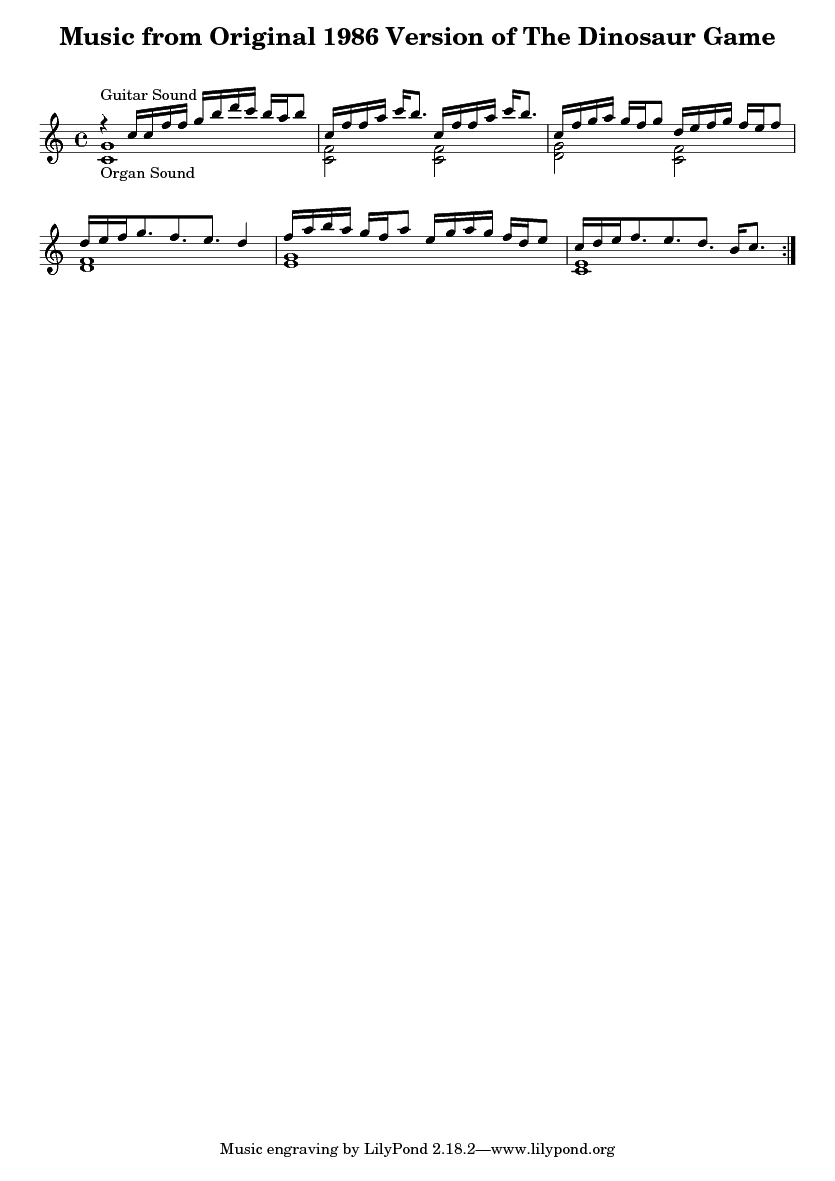 Music from Original 1986 Version of The Dinosaur Game
Guitar Sound
Organ Sound
Music engraving by LilyPond 2.18.2—www.lilypond.org